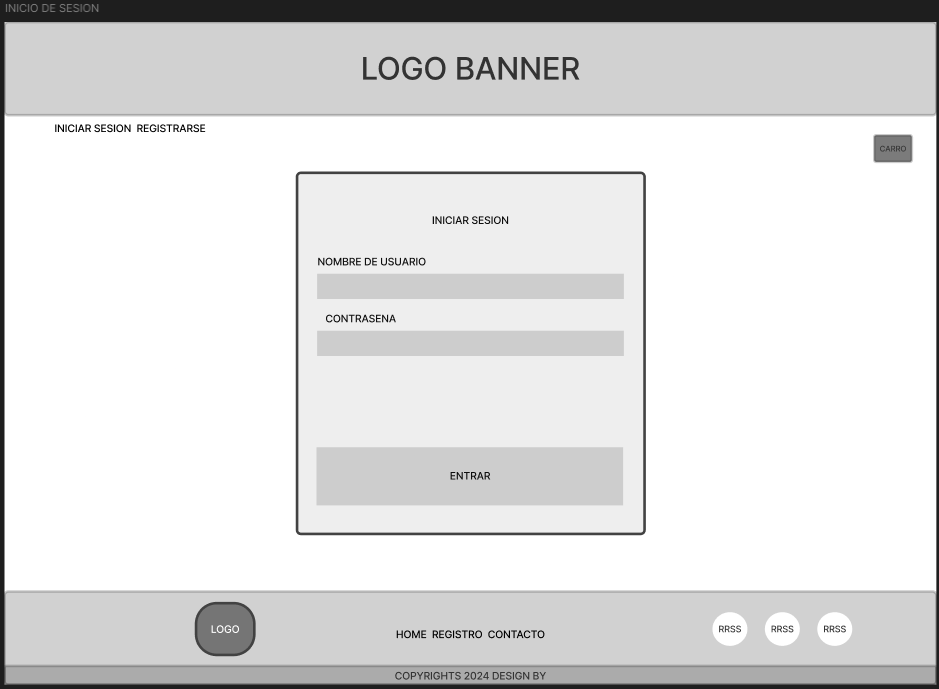 INICIO DE SESION
LOGO BANNER
INICIAR SESION REGISTRARSE
CARRO
INICIAR SESION
NOMBRE DE USUARIO
CONTRASENA
ENTRAR
LOGO
HOME REGISTRO CONTACTO
RRSS RRSS RRSS
COPYRIGHTS 2024 DESIGN BY